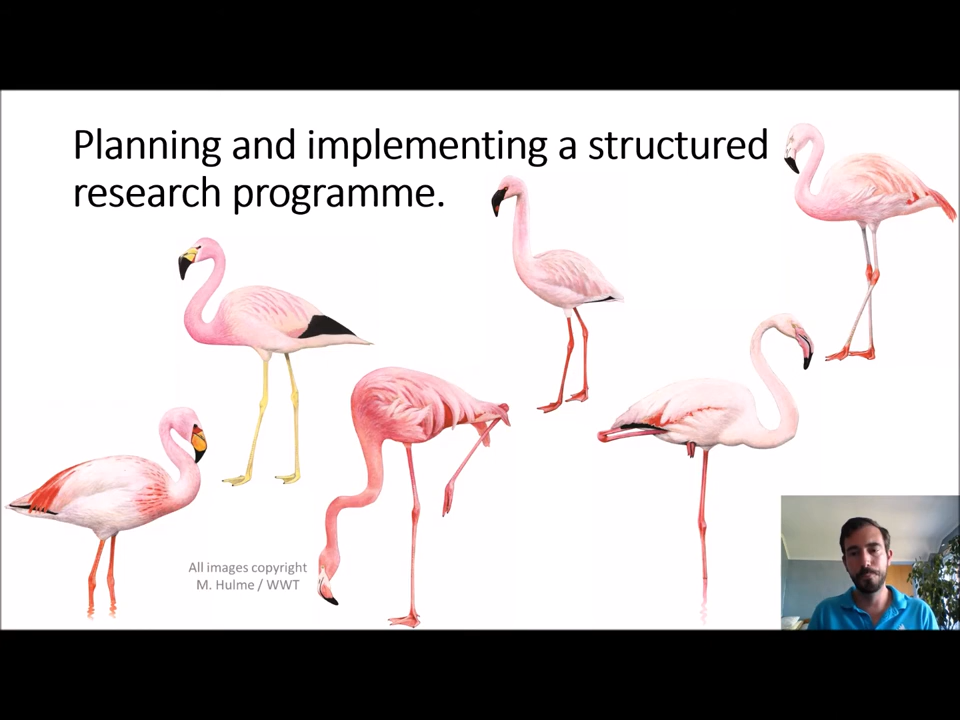 Planning and implementing a structured
research programme.
All images copyright
M. Hulme / WWT